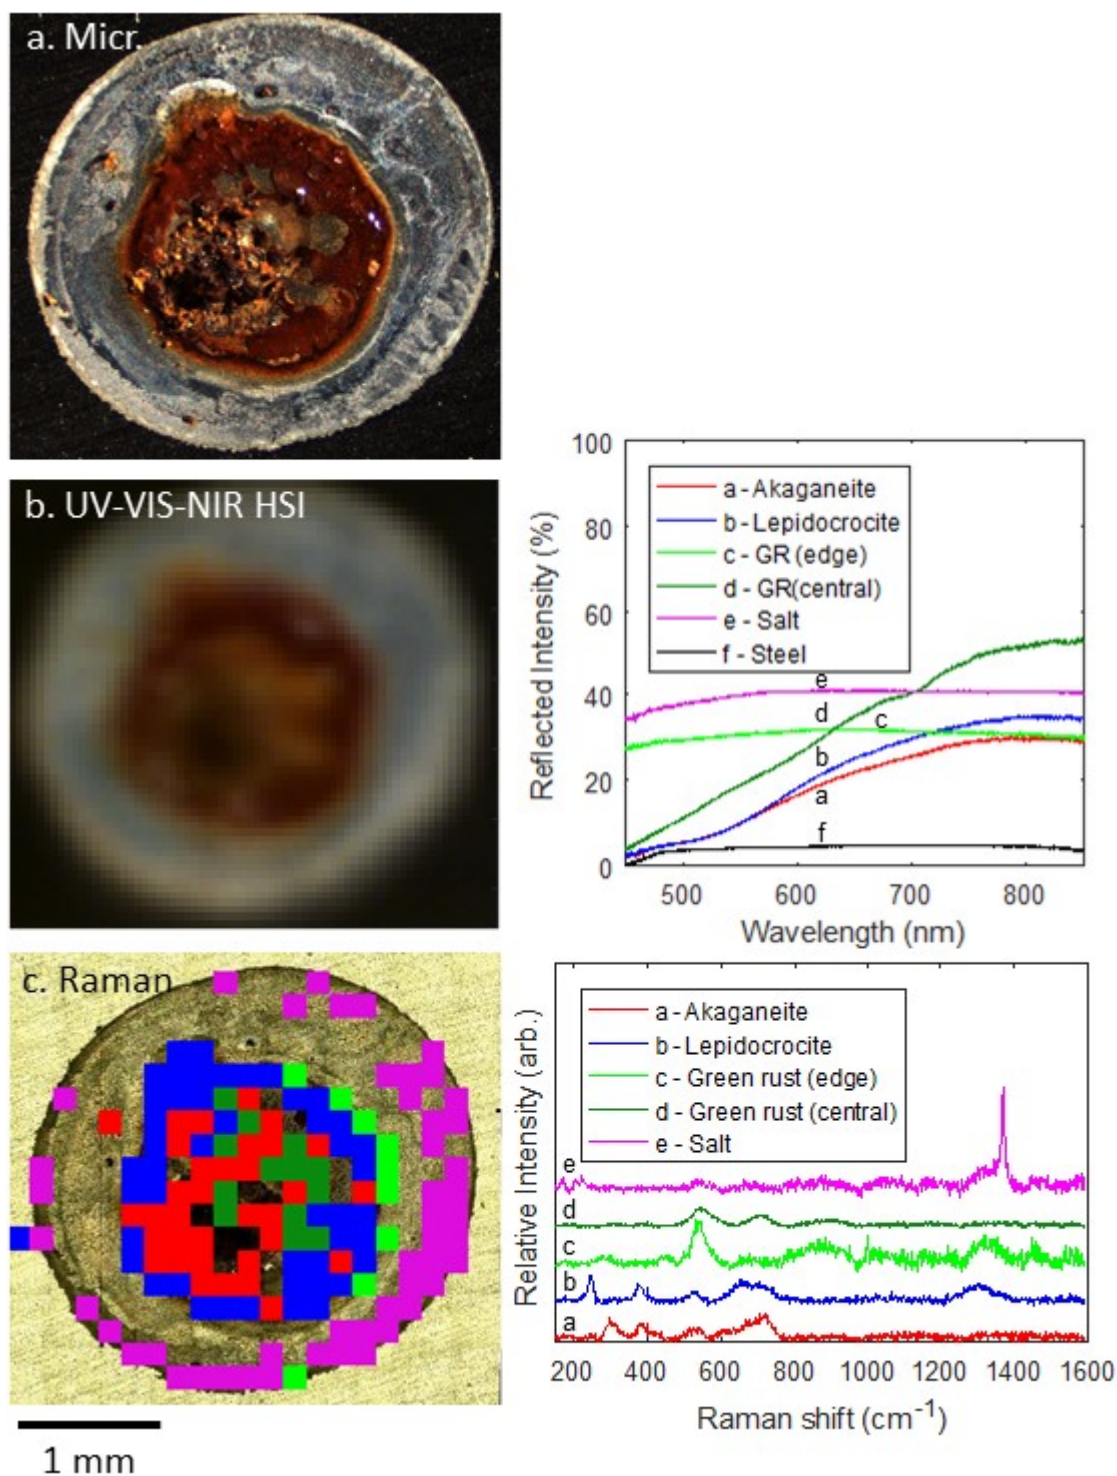 a. Micr.
b. UV-VIS-NIR HSI
Reflected Intensity (%)
100
80
60
40
20
0
a - Akaganeite
b - Lepidocrocite
c - GR (edge)
d - GR(central)
e - Salt
f - Steel
e
d
c
b
a
f
500 600 700 800
Wavelength (nm)
c. Raman
Relative Intensity (arb.)
a - Akaganeite
b - Lepidocrocite
c - Green rust (edge)
d - Green rust (central)
e - Salt
e
d
c
b
a
200 400 600 800 1000 1200 1400 1600
Raman shift (cm⁻¹)
1 mm